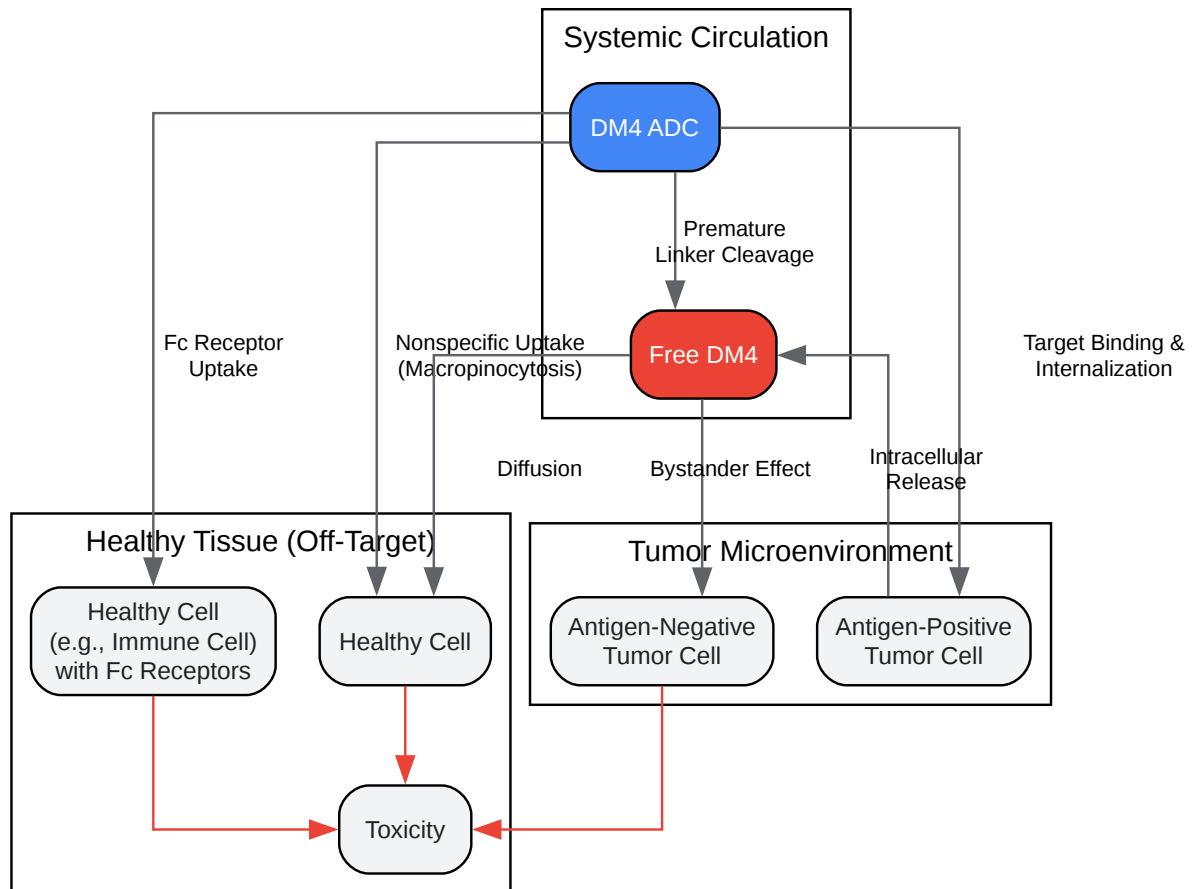 Systemic Circulation
DM4 ADC
Premature
Linker Cleavage
Fc Receptor
Uptake
Nonspecific Uptake
(Macropinocytosis)
Free DM4
Target Binding &
Internalization
Diffusion
Bystander Effect
Intracellular
Release
Healthy Tissue (Off-Target)
Tumor Microenvironment
Healthy Cell
(e.g., Immune Cell)
with Fc Receptors
Healthy Cell
Antigen-Negative
Tumor Cell
Antigen-Positive
Tumor Cell
Toxicity